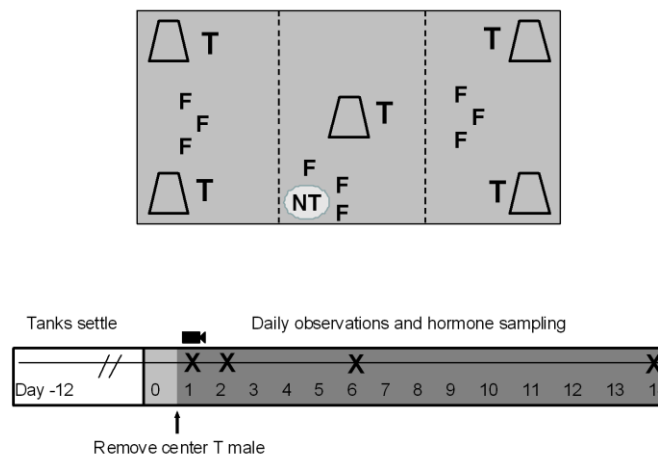 T T
F F
F F
F T F
F
F
NT F
T T
Tanks settle Daily observations and hormone sampling
X X X X
Day -12 0 1 2 3 4 5 6 7 8 9 10 11 12 13 1
Remove center T male